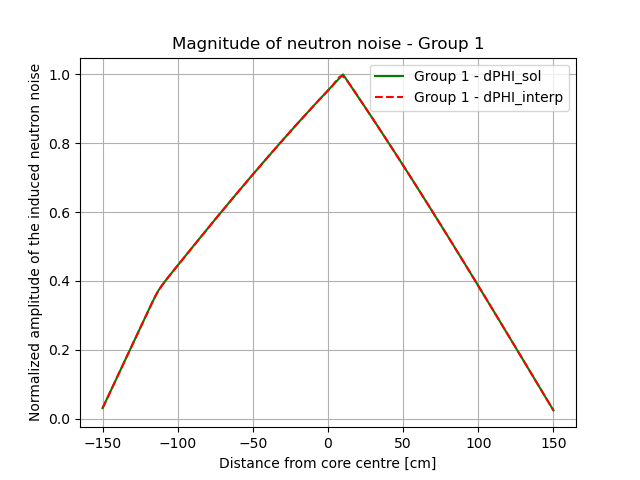 Magnitude of neutron noise - Group 1
Normalized amplitude of the induced neutron noise
1.0
0.8
0.6
0.4
0.2
0.0
Group 1 - dPHI_sol
Group 1 - dPHI_interp
−150
−100
−50
0
50
100
150
Distance from core centre [cm]